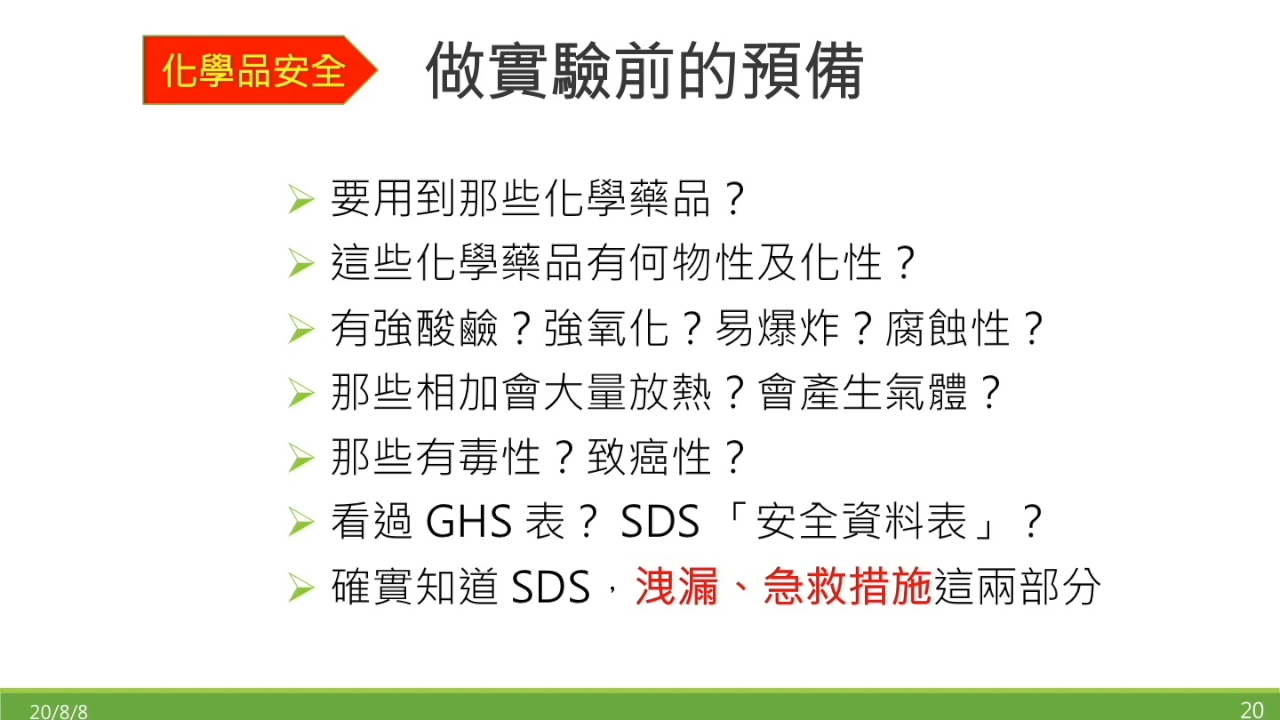 化學品安全
做實驗前的預備
要用到那些化學藥品？
這些化學藥品有何物性及化性？
有強酸鹼？強氧化？易爆炸？腐蝕性？
那些相加會大量放熱？會產生氣體？
那些有毒性？致癌性？
看過 GHS 表？ SDS 「安全資料表」？
確實知道 SDS，洩漏、急救措施這兩部分
20/8/8
20